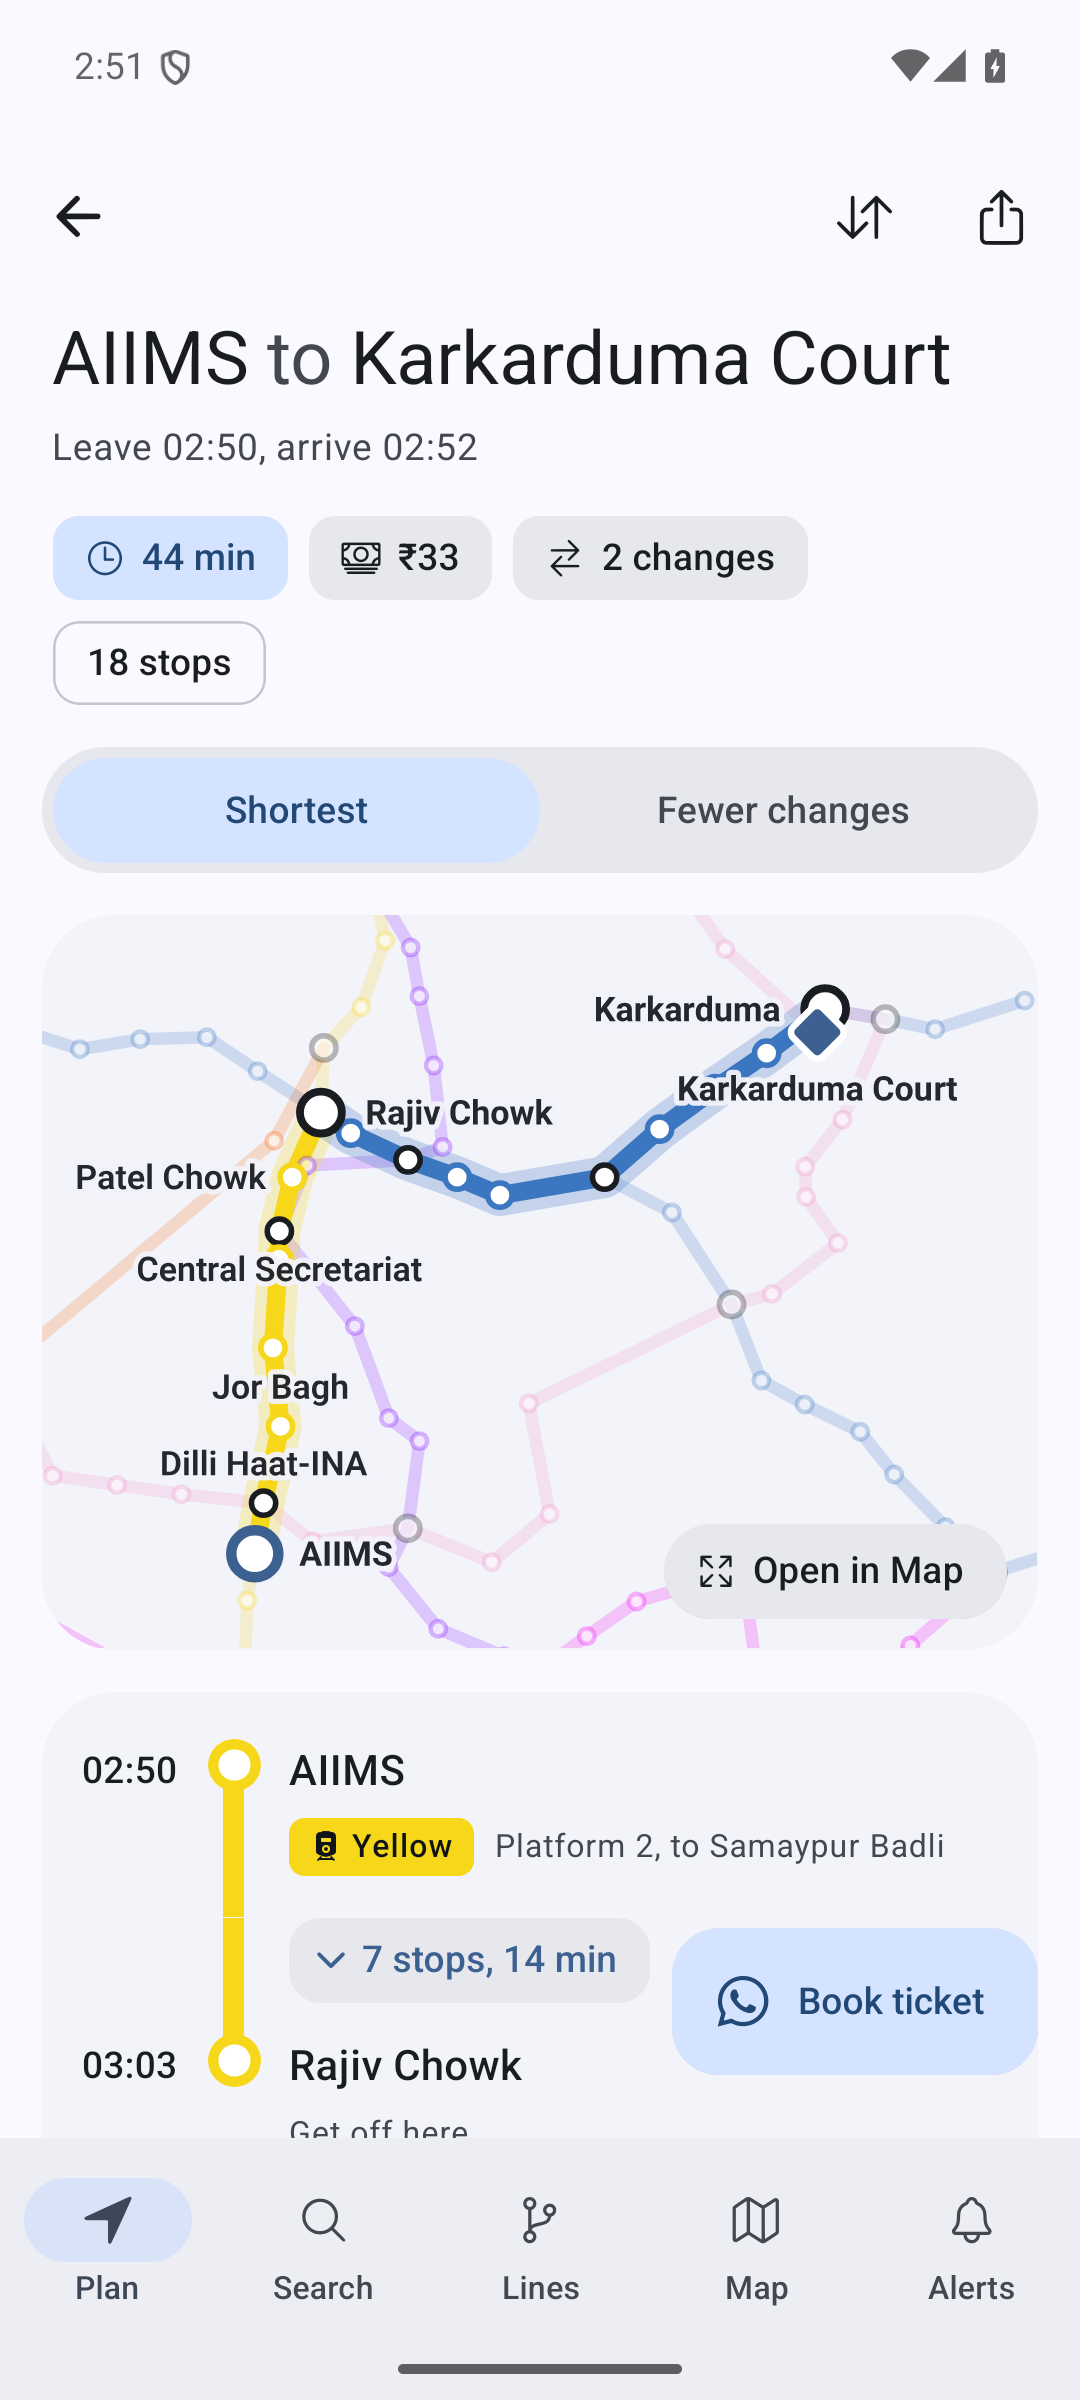 2:51
AIIMS to Karkarduma Court
Leave 02:50, arrive 02:52
44 min
₹33
2 changes
18 stops
Shortest
Fewer changes
Karkarduma
Karkarduma Court
Rajiv Chowk
Patel Chowk
Central Secretariat
Jor Bagh
Dilli Haat-INA
AIIMS
Open in Map
02:50 AIIMS
Yellow Platform 2, to Samaypur Badli
7 stops, 14 min
Book ticket
03:03 Rajiv Chowk
Get off here
Plan
Search
Lines
Map
Alerts